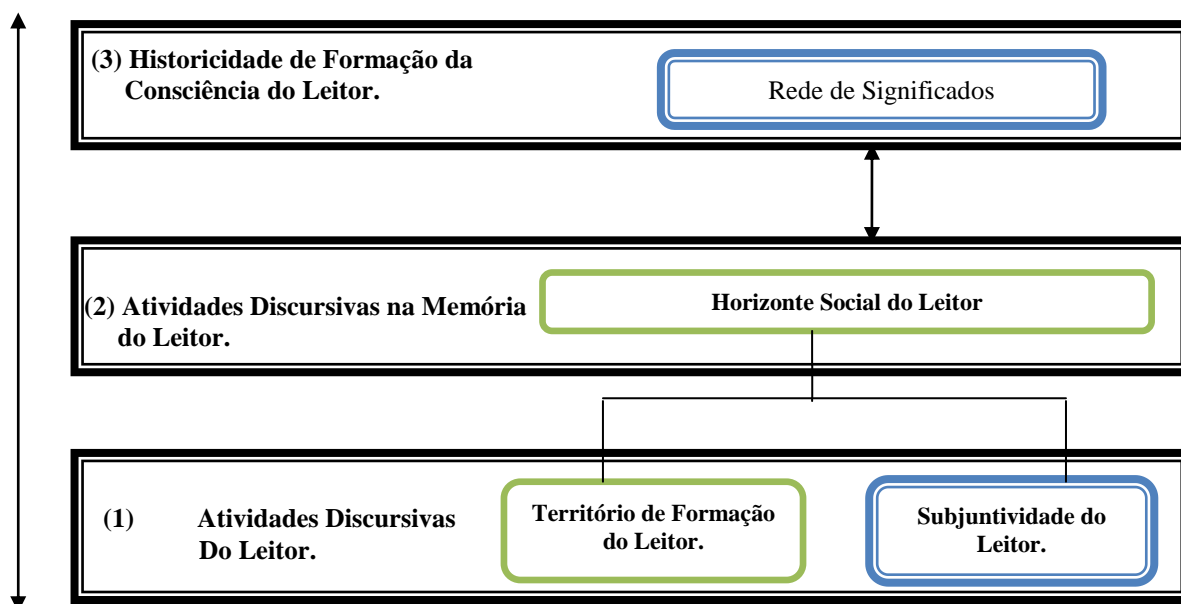 (3) Historicidade de Formação da
Consciência do Leitor.
Rede de Significados
(2) Atividades Discursivas na Memória
do Leitor.
Horizonte Social do Leitor
(1) Atividades Discursivas
Do Leitor.
Território de Formação
do Leitor.
Subjuntividade do
Leitor.